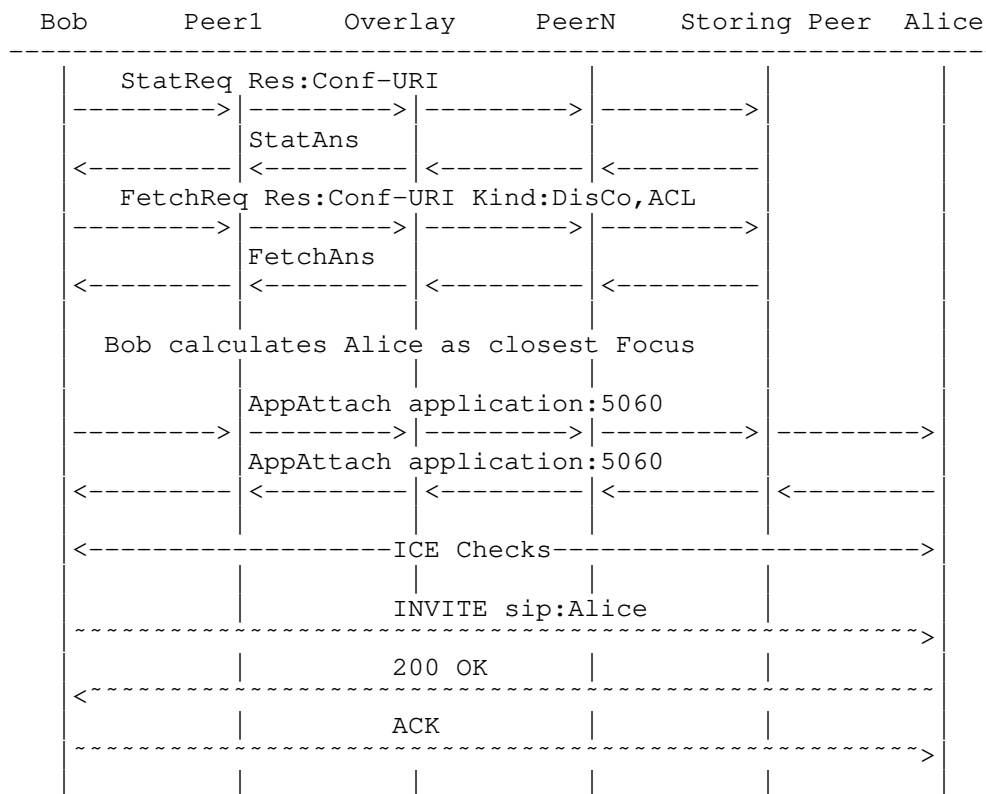 Bob Peer1 Overlay PeerN Storing Peer Alice
StatReq Res:Conf-URI
StatAns
FetchReq Res:Conf-URI Kind:DisCo,ACL
FetchAns
Bob calculates Alice as closest Focus
AppAttach application:5060
AppAttach application:5060
ICE Checks
INVITE sip:Alice
200 OK
ACK